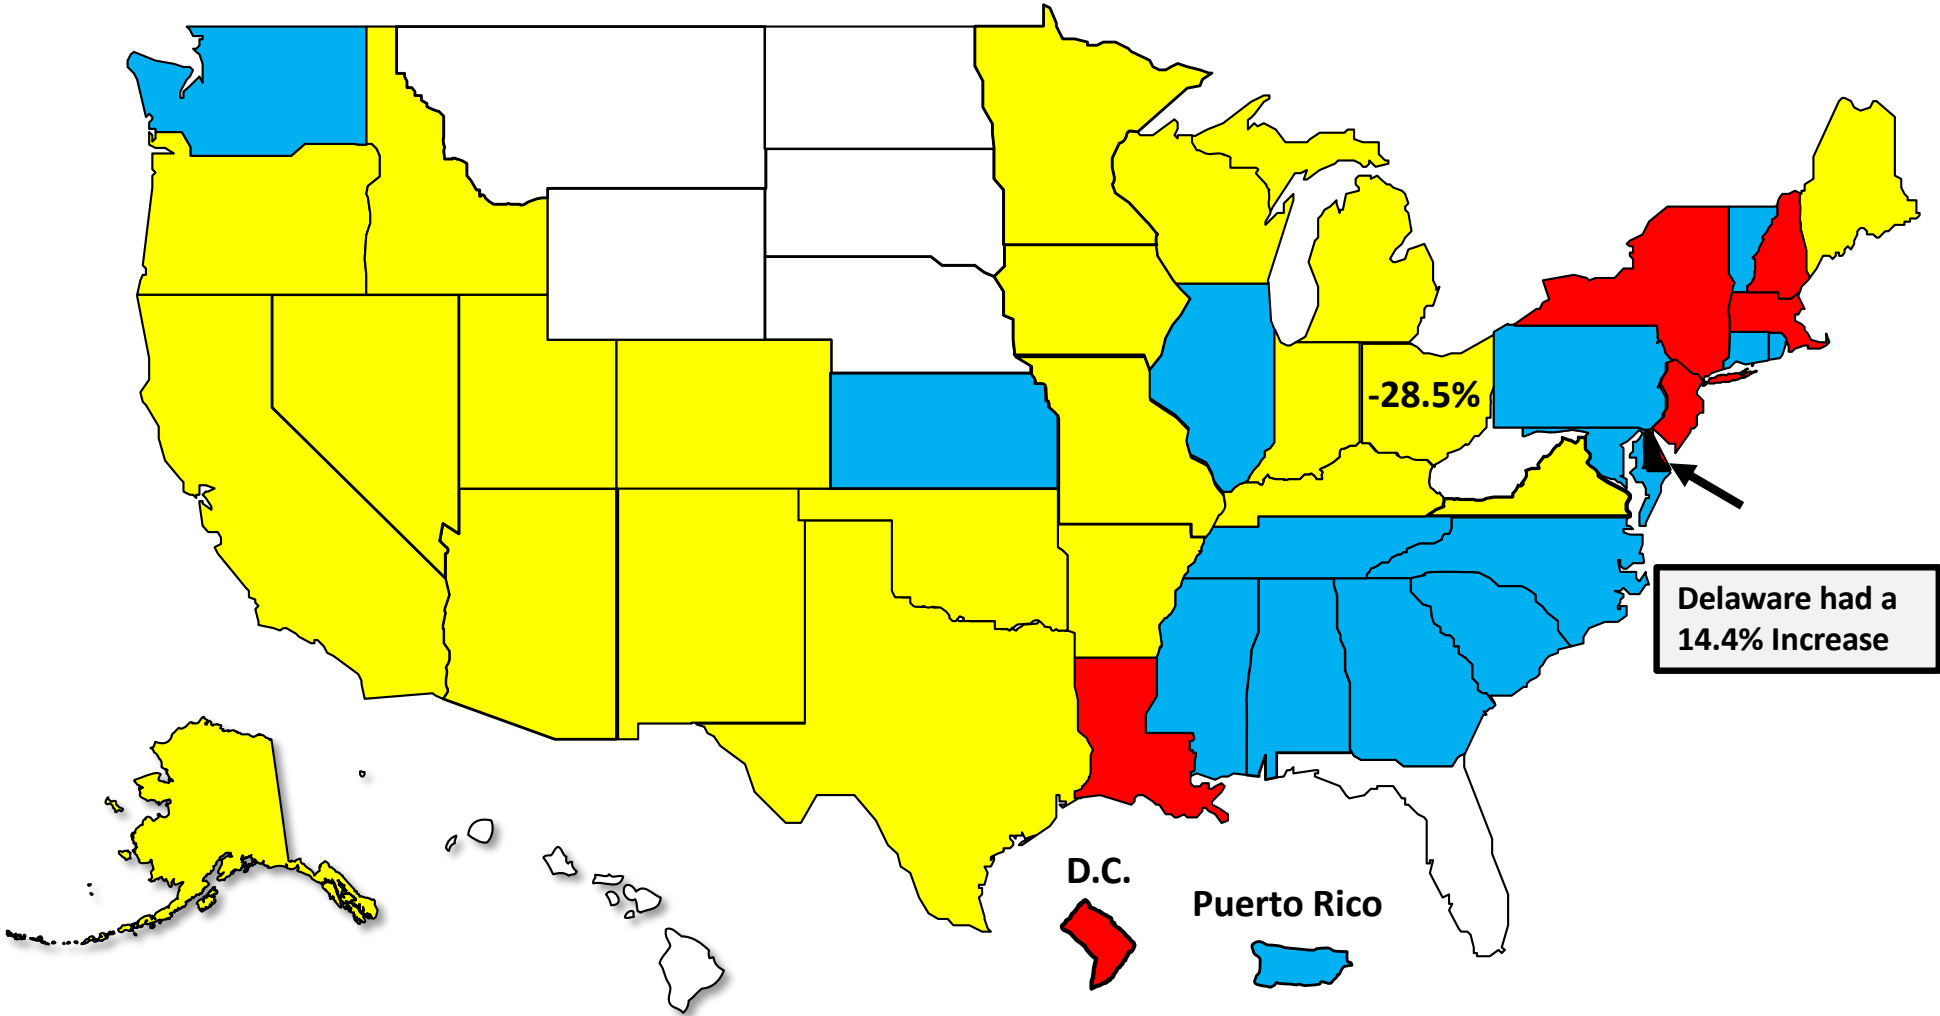 -28.5%
Delaware had a
14.4% Increase
D.C.
Puerto Rico